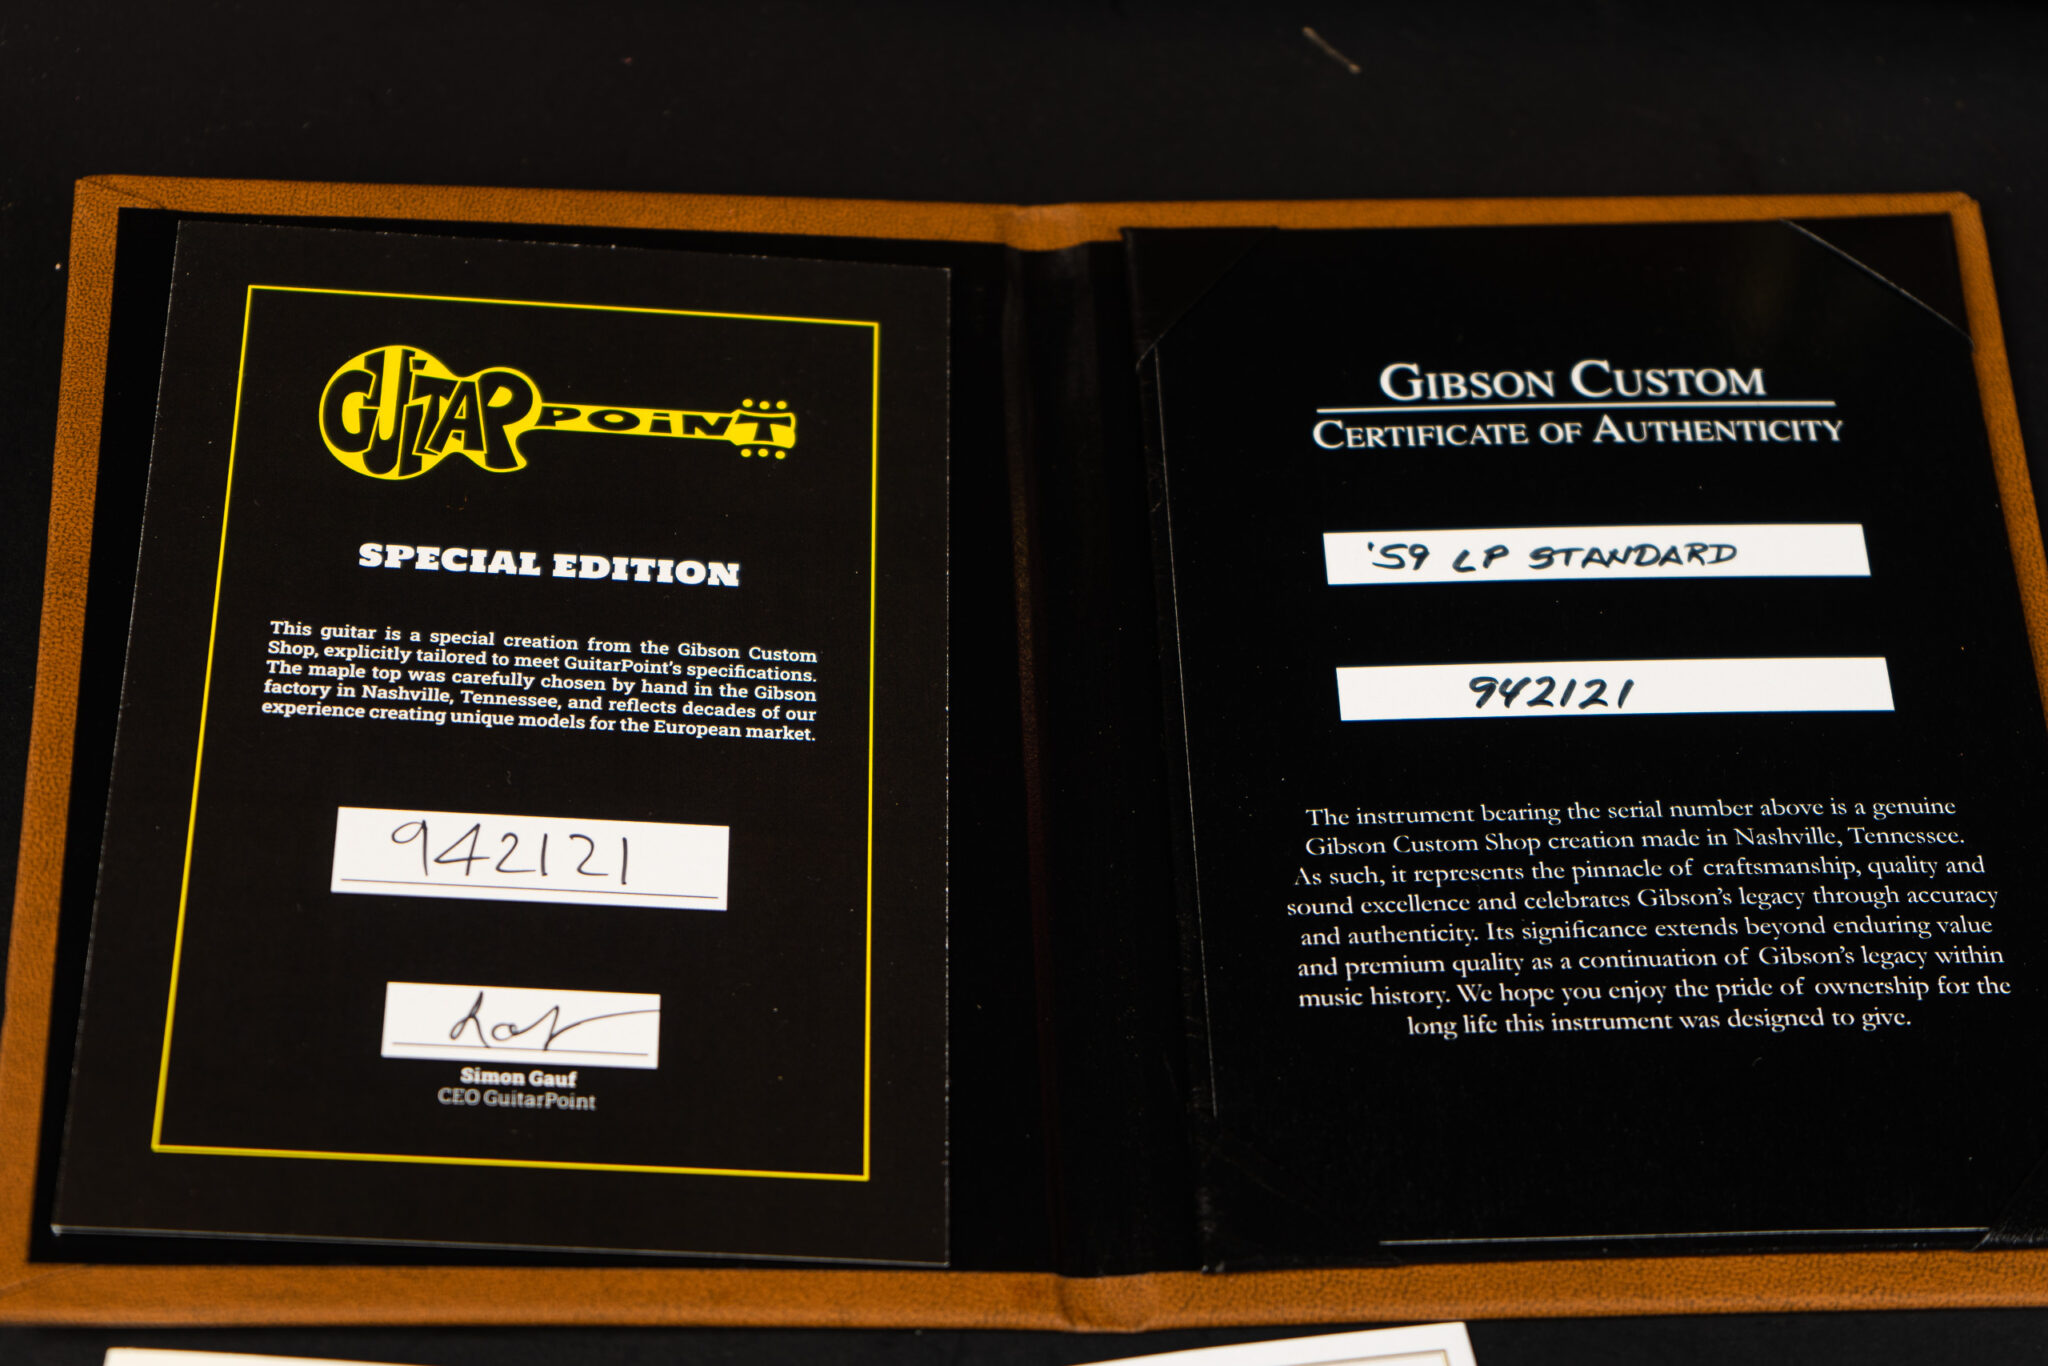 GUITARPOiNT
SPECIAL EDITION
This guitar is a special creation from the Gibson Custom
Shop, explicitly tailored to meet GuitarPoint's specifications.
The maple top was carefully chosen by hand in the Gibson
factory in Nashville, Tennessee, and reflects decades of our
experience creating unique models for the European market.
942121
Simon Gauf
CEO GuitarPoint
GIBSON CUSTOM
CERTIFICATE OF AUTHENTICITY
'59 LP STANDARD
942121
The instrument bearing the serial number above is a genuine
Gibson Custom Shop creation made in Nashville, Tennessee.
As such, it represents the pinnacle of craftsmanship, quality and
sound excellence and celebrates Gibson's legacy through accuracy
and authenticity. Its significance extends beyond enduring value
and premium quality as a continuation of Gibson's legacy within
music history. We hope you enjoy the pride of ownership for the
long life this instrument was designed to give.